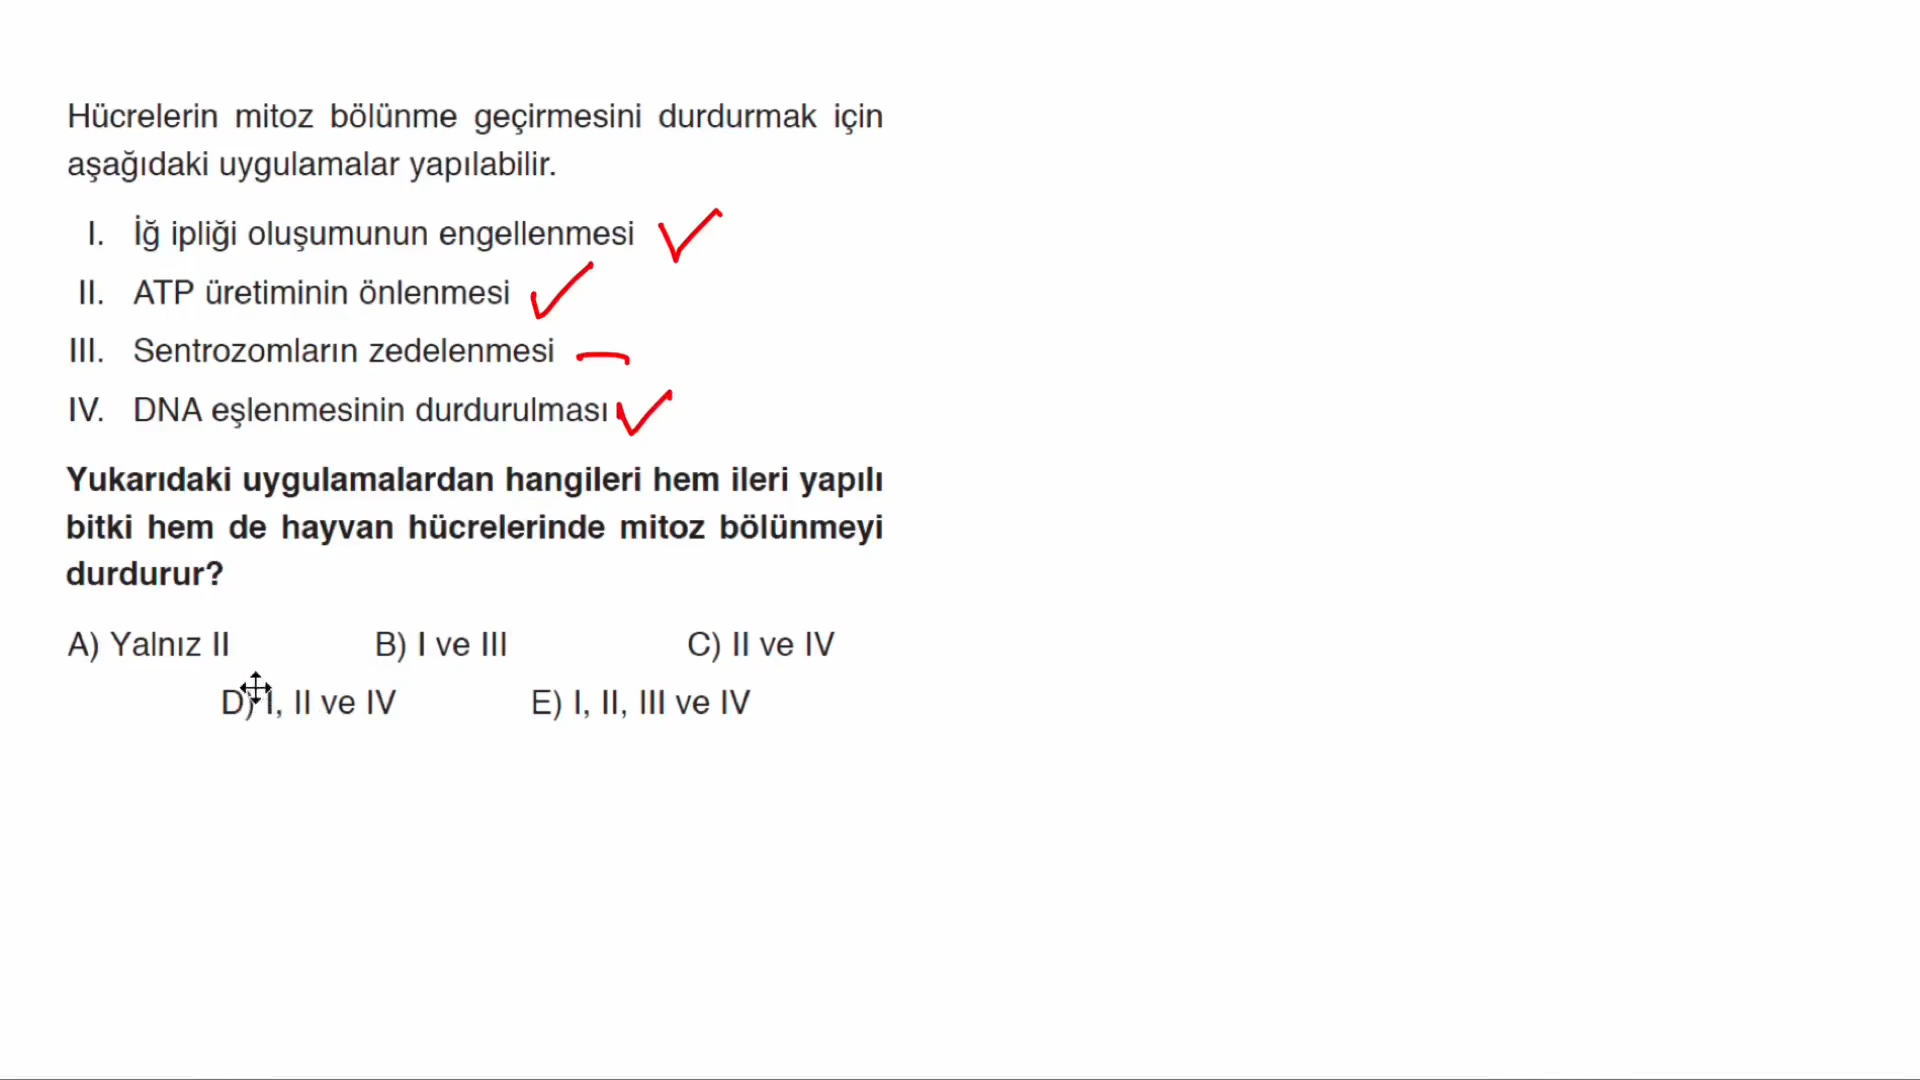 Hücrelerin mitoz bölünme geçirmesini durdurmak için
aşağıdaki uygulamalar yapılabilir.
I. İğ ipliği oluşumunun engellenmesi
II. ATP üretiminin önlenmesi
III. Sentrozomların zedelenmesi
IV. DNA eşlenmesinin durdurulması
Yukarıdaki uygulamalardan hangileri hem ileri yapılı
bitki hem de hayvan hücrelerinde mitoz bölünmeyi
durdurur?
A) Yalnız II B) I ve III C) II ve IV
D) I, II ve IV E) I, II, III ve IV